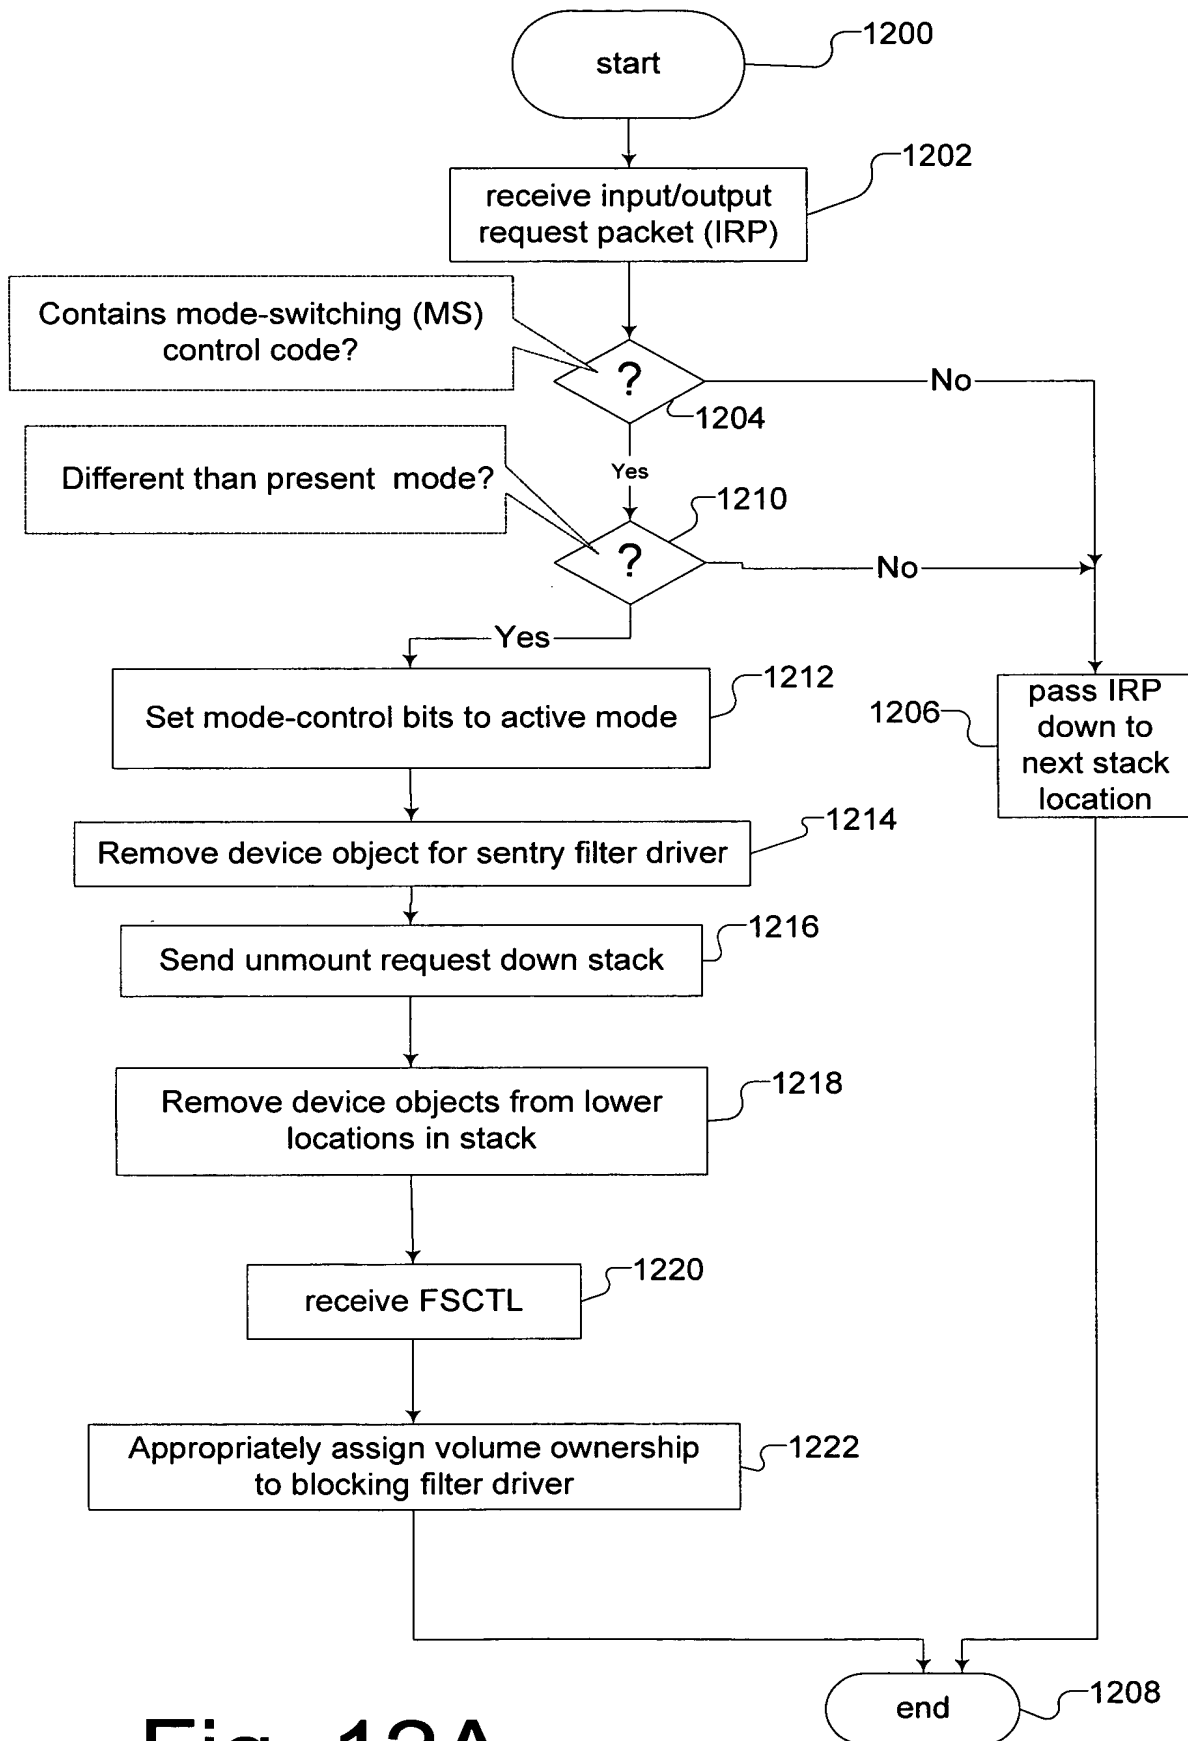 start
1200
receive input/output
request packet (IRP)
1202
Contains mode-switching (MS)
control code?
?
No
1204
Yes
Different than present mode?
1210
?
No
Yes
Set mode-control bits to active mode
1212
pass IRP
down to
next stack
location
1206
Remove device object for sentry filter driver
1214
Send unmount request down stack
1216
Remove device objects from lower
locations in stack
1218
receive FSCTL
1220
Appropriately assign volume ownership
to blocking filter driver
1222
end
1208